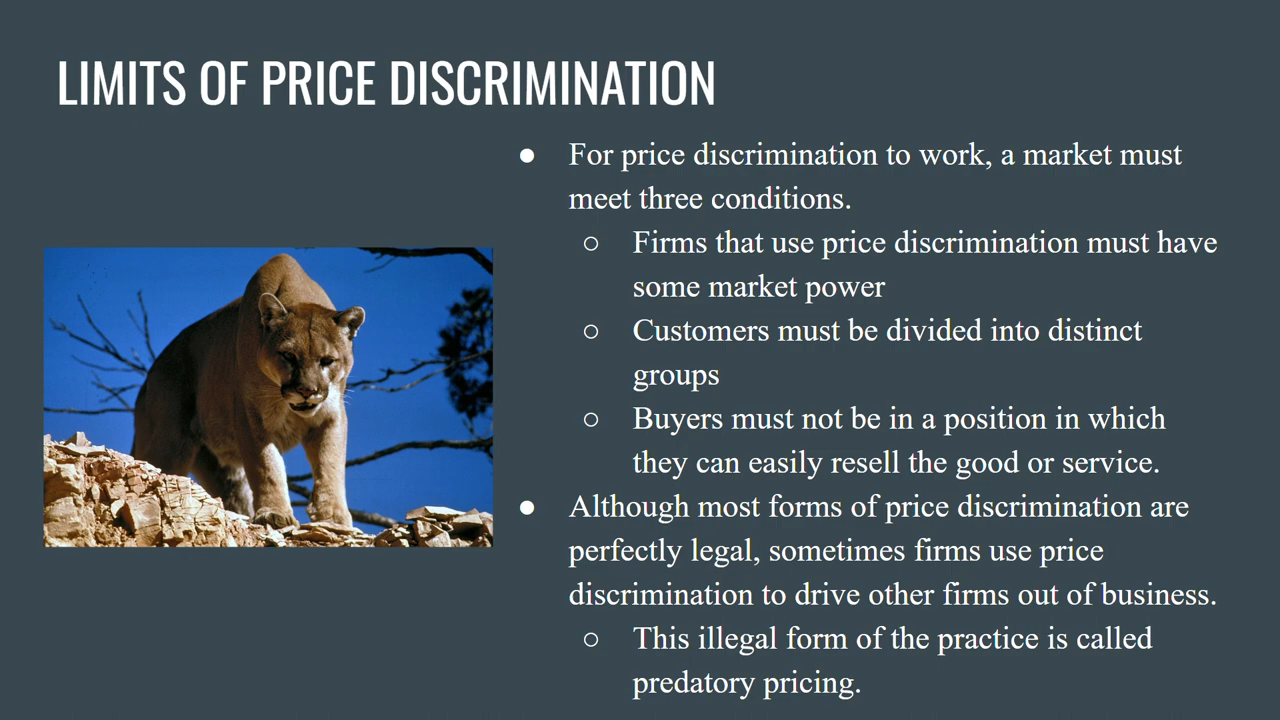 LIMITS OF PRICE DISCRIMINATION
● For price discrimination to work, a market must
meet three conditions.
○ Firms that use price discrimination must have
some market power
○ Customers must be divided into distinct
groups
○ Buyers must not be in a position in which
they can easily resell the good or service.
● Although most forms of price discrimination are
perfectly legal, sometimes firms use price
discrimination to drive other firms out of business.
○ This illegal form of the practice is called
predatory pricing.